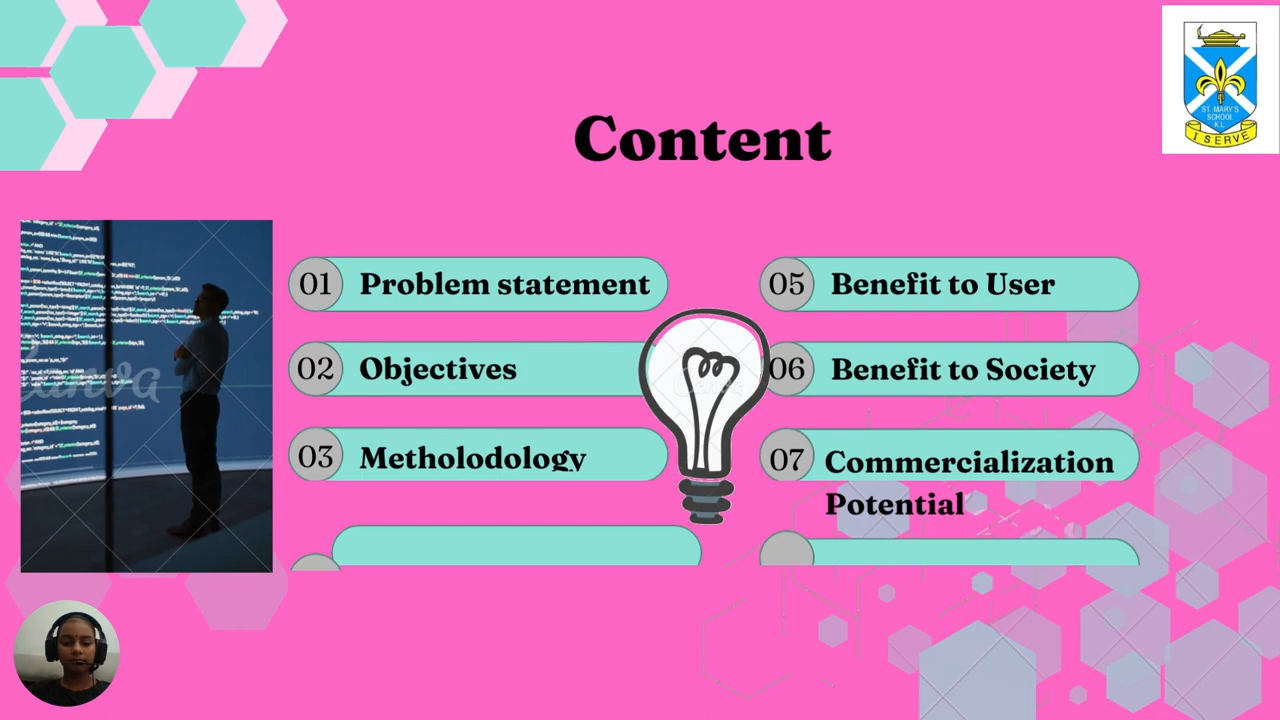 Content
ST. MARY'S
SCHOOL
K.L.
I SERVE
01 Problem statement
02 Objectives
03 Metholodology
05 Benefit to User
06 Benefit to Society
07 Commercialization
Potential